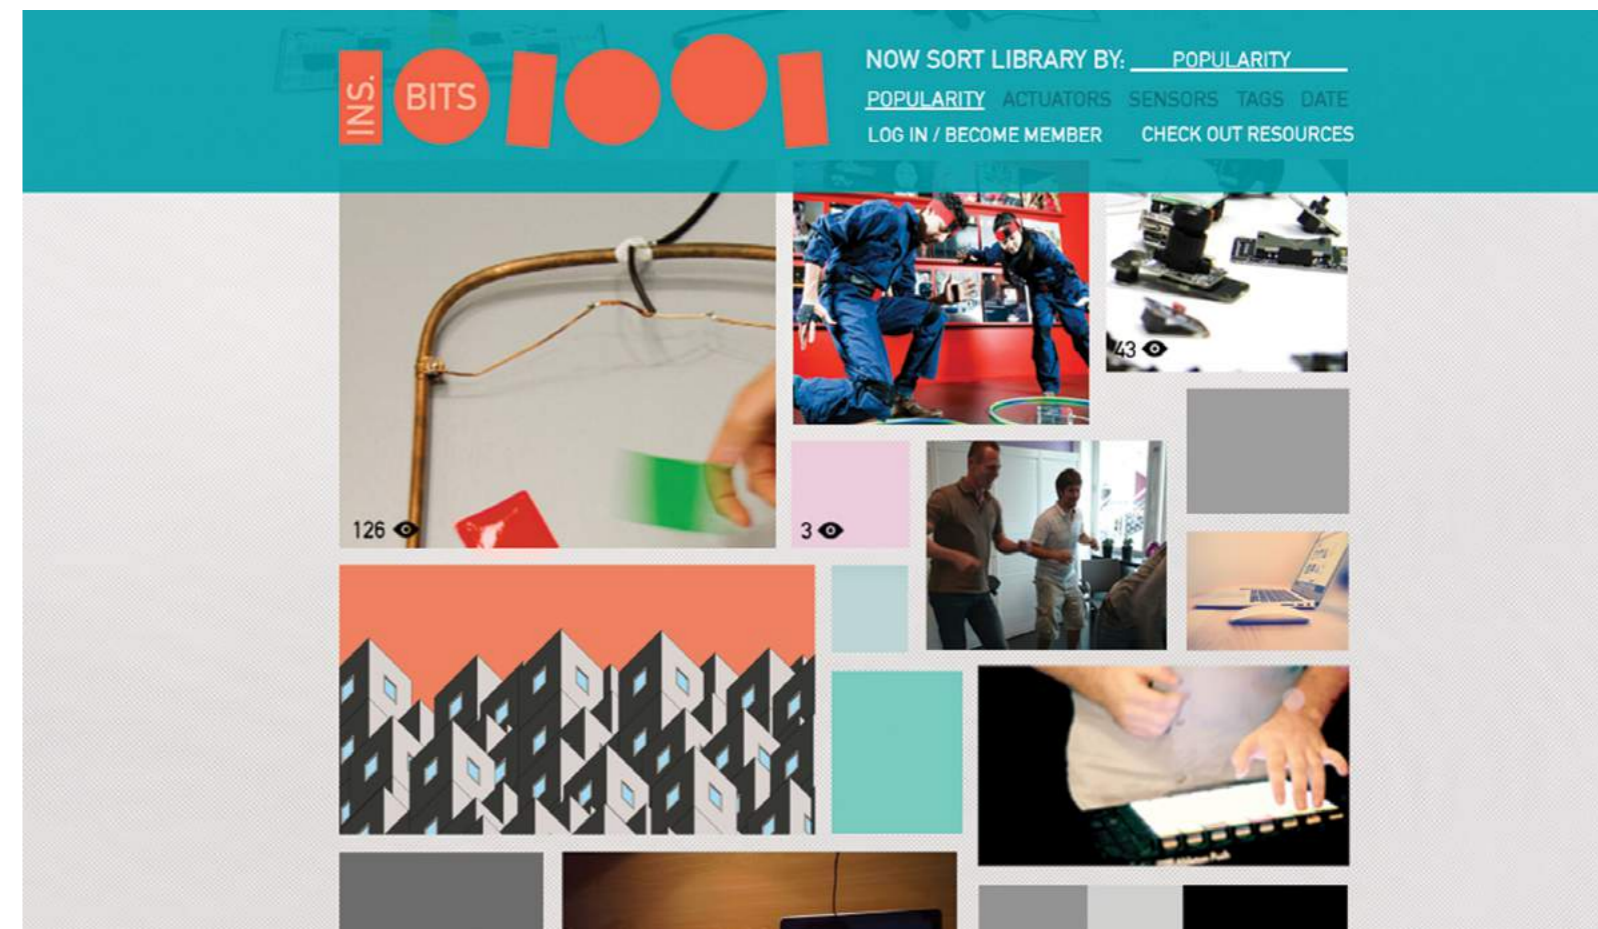 INS.
BITS
NOW SORT LIBRARY BY: POPULARITY
POPULARITY ACTUATORS SENSORS TAGS DATE
LOG IN / BECOME MEMBER CHECK OUT RESOURCES
43
126
3